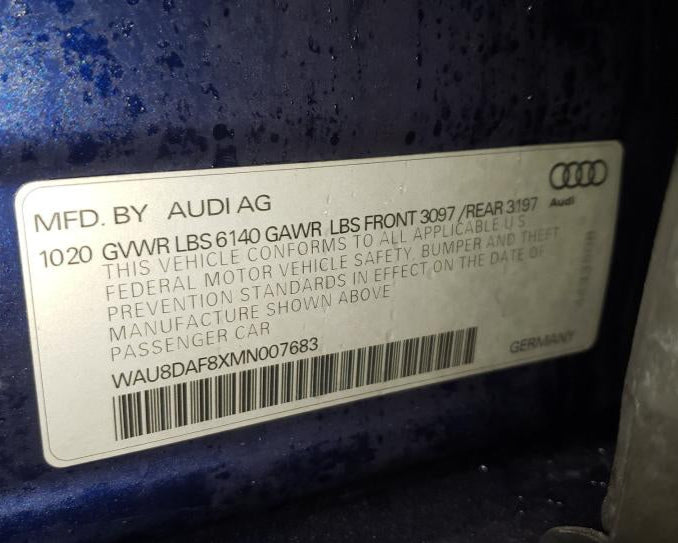 MFD. BY AUDI AG
Audi
1020 GVWR LBS 6140 GAWR LBS FRONT 3097 /REAR 3197
THIS VEHICLE CONFORMS TO ALL APPLICABLE U S
FEDERAL MOTOR VEHICLE SAFETY, BUMPER AND THEFT
PREVENTION STANDARDS IN EFFECT ON THE DATE OF
MANUFACTURE SHOWN ABOVE
PASSENGER CAR
WAU8DAF8XMN007683
GERMANY